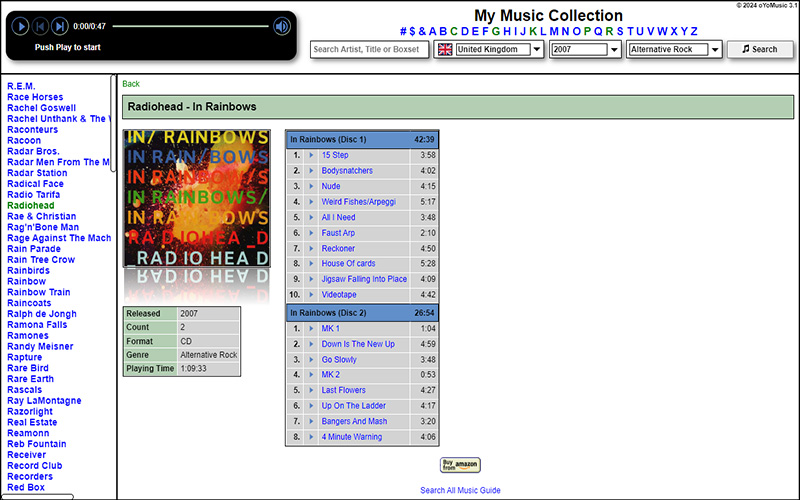 © 2024 oYoMusic 3.1
My Music Collection
0:00/0:47
Push Play to start
# $ & A B C D E F G H I J K L M N O P Q R S T U V W X Y Z
Search Artist, Title or Boxset
United Kingdom
2007
Alternative Rock
Search
R.E.M.
Race Horses
Rachel Goswell
Rachel Unthank & The W
Raconteurs
Racoon
Radar Bros.
Radar Men From The M
Radar Station
Radical Face
Radio Tarifa
Radiohead
Rae & Christian
Rag'n'Bone Man
Rage Against The Mach
Rain Parade
Rain Tree Crow
Rainbirds
Rainbow
Rainbow Train
Raincoats
Ralph de Jongh
Ramona Falls
Ramones
Randy Meisner
Rapture
Rare Bird
Rare Earth
Rascals
Ray LaMontagne
Razorlight
Real Estate
Reamonn
Reb Fountain
Receiver
Record Club
Recorders
Red Box
Back
Radiohead - In Rainbows
IN/ RAINBOWS
IN RAIN/BOWS
IN RAINBOW/S
IN RAINBOWS/
IN RAINBOWS
RA D IOHEA _D
_RAD IO HEA D
Released 2007
Count 2
Format CD
Genre Alternative Rock
Playing Time 1:09:33
In Rainbows (Disc 1) 42:39
1. 15 Step 3:58
2. Bodysnatchers 4:02
3. Nude 4:15
4. Weird Fishes/Arpeggi 5:17
5. All I Need 3:48
6. Faust Arp 2:10
7. Reckoner 4:50
8. House Of cards 5:28
9. Jigsaw Falling Into Place 4:09
10. Videotape 4:42
In Rainbows (Disc 2) 26:54
1. MK 1 1:04
2. Down Is The New Up 4:59
3. Go Slowly 3:48
4. MK 2 0:53
5. Last Flowers 4:27
6. Up On The Ladder 4:17
7. Bangers And Mash 3:20
8. 4 Minute Warning 4:06
Buy from amazon
Search All Music Guide